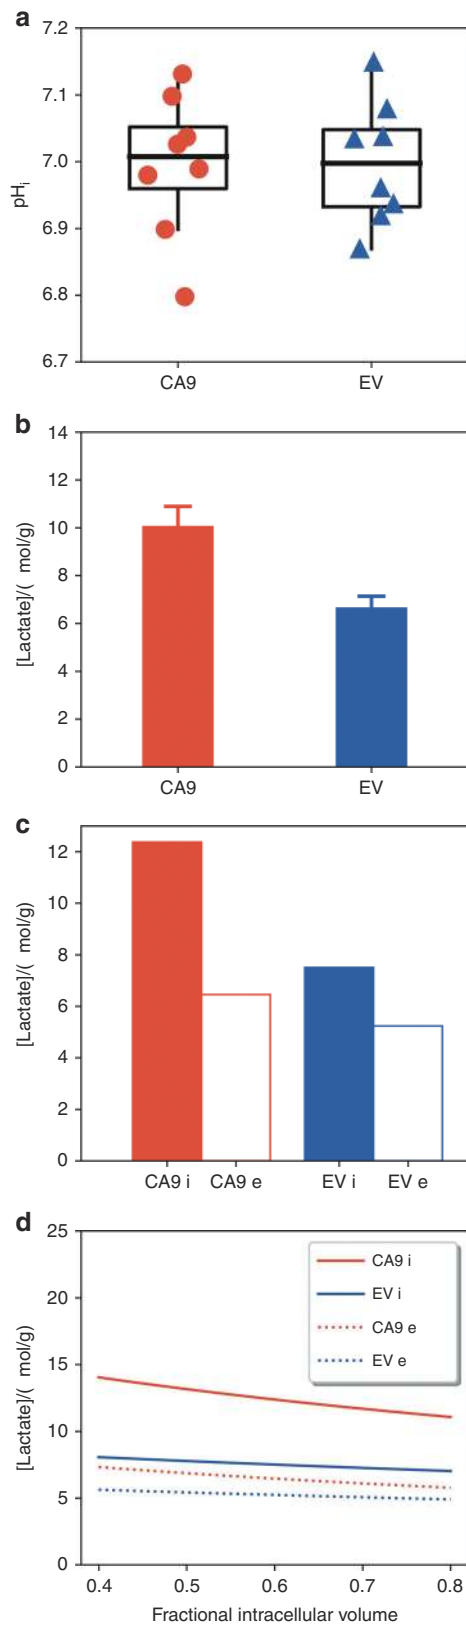 a
7.2
7.1
7.0
6.9
6.8
6.7
pHi
CA9 EV
b
14
12
10
8
6
4
2
0
[Lactate]/( mol/g)
CA9 EV
c
12
10
8
6
4
2
0
[Lactate]/( mol/g)
CA9 i CA9 e EV i EV e
d
25
20
15
10
5
0
[Lactate]/( mol/g)
CA9 i
EV i
CA9 e
EV e
0.4 0.5 0.6 0.7 0.8
Fractional intracellular volume